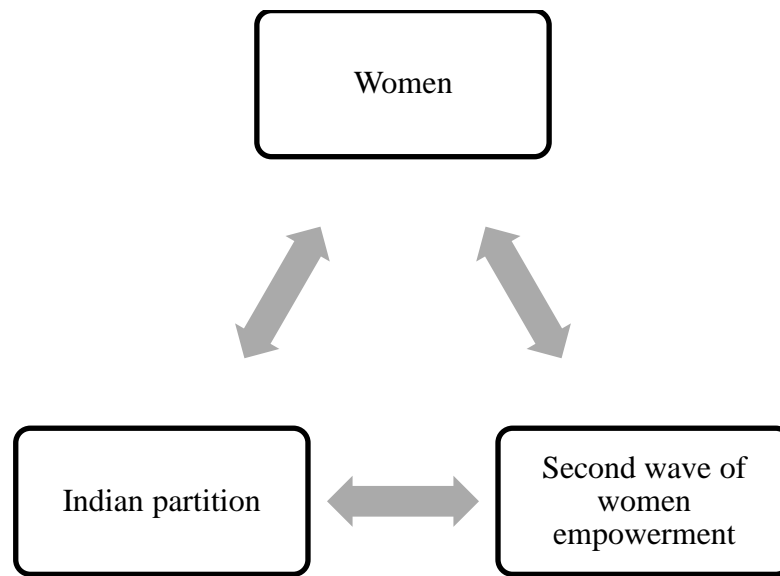 Women
Indian partition
Second wave of
women
empowerment